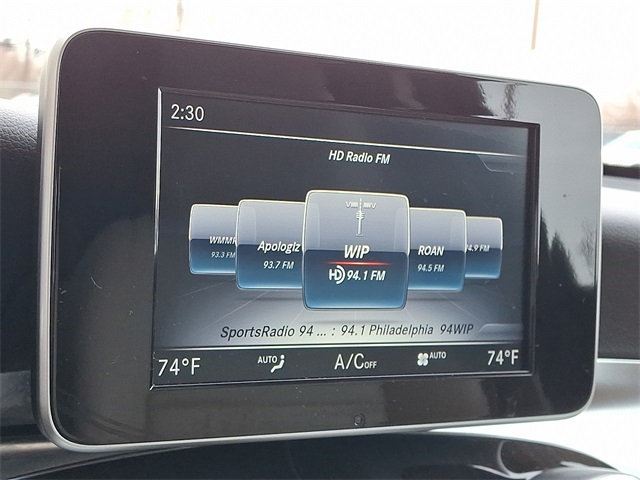 2:30
HD Radio FM
WMMR
93.3 FM
Apologiz
93.7 FM
WIP
HD 94.1 FM
ROAN
94.5 FM
94.9 FM
SportsRadio 94 ... : 94.1 Philadelphia 94WIP
74°F AUTO A/C OFF AUTO 74°F